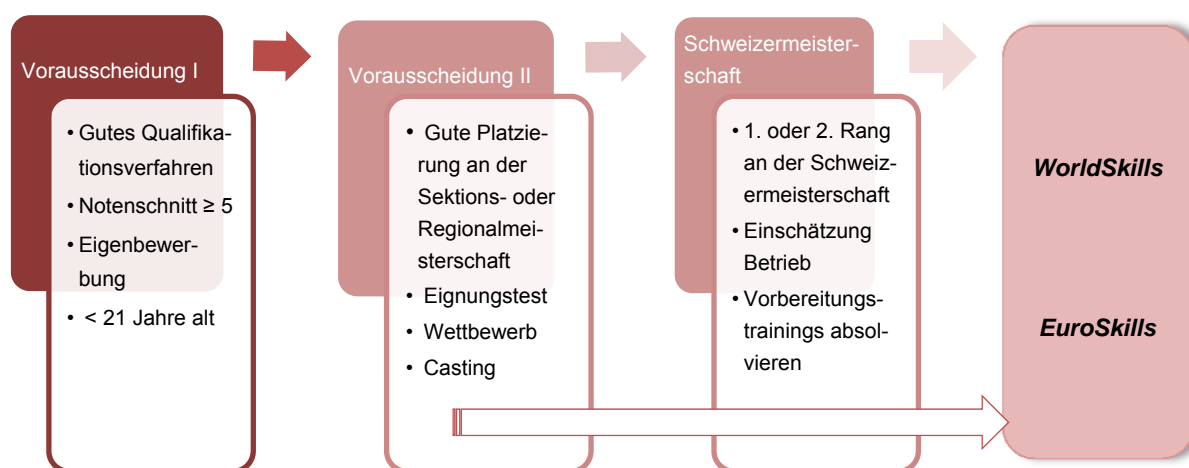 Vorausscheidung I
• Gutes Qualifika-
tionsverfahren
• Notenschnitt ≥ 5
• Eigenbewer-
bung
• < 21 Jahre alt
Vorausscheidung II
• Gute Platzie-
rung an der
Sektions- oder
Regionalmei-
sterschaft
• Eignungstest
• Wettbewerb
• Casting
Schweizermeister-
schaft
• 1. oder 2. Rang
an der Schweiz-
ermeisterschaft
• Einschätzung
Betrieb
• Vorbereitungs-
trainings absol-
vieren
WorldSkills
EuroSkills